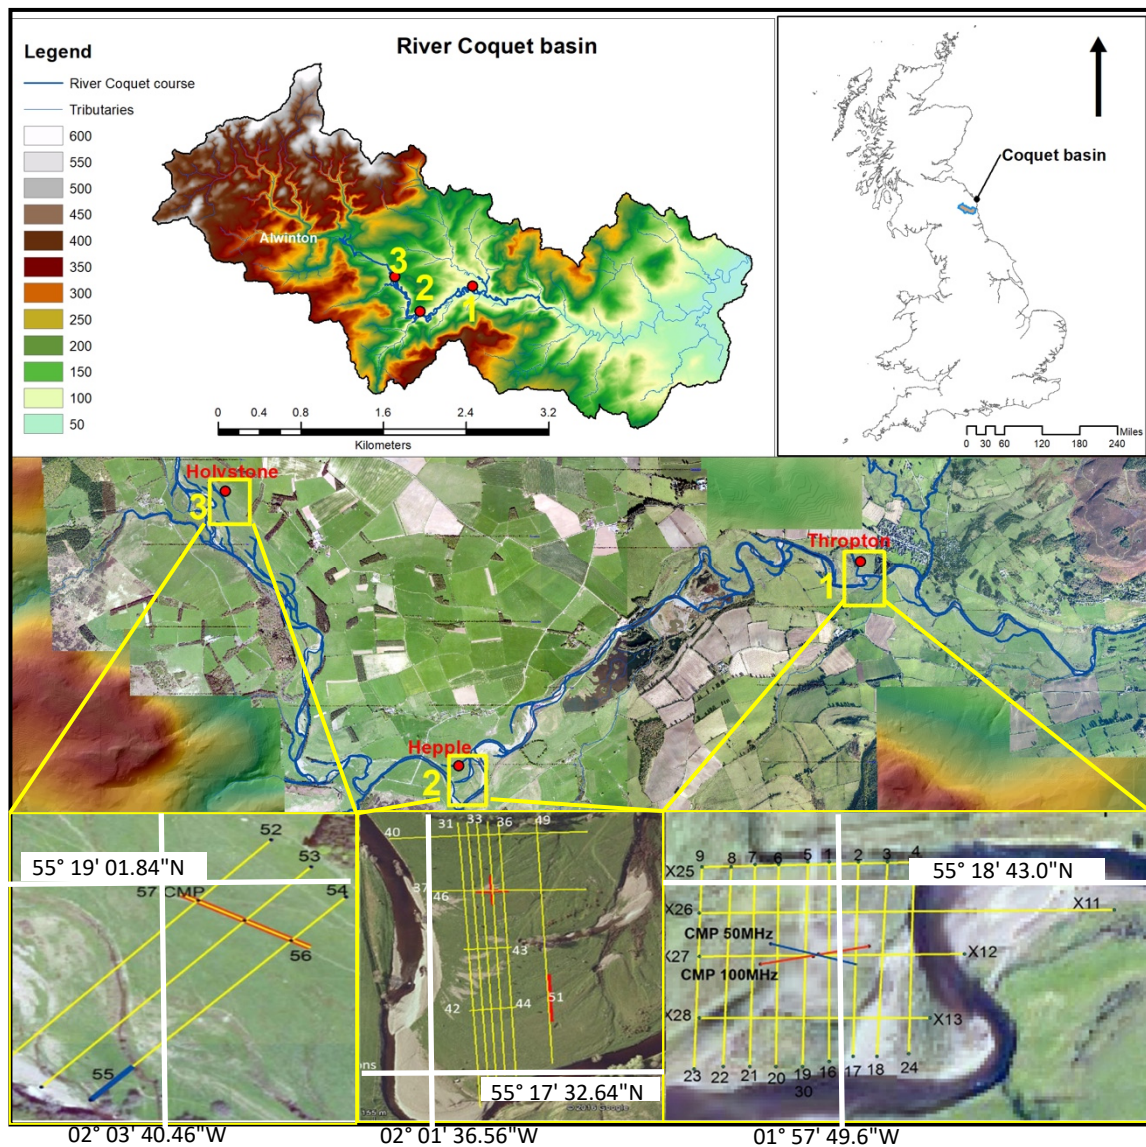 River Coquet basin
Legend
River Coquet course
Tributaries
600
550
500
450
400
350
300
250
200
150
100
50
Alwinton
3
2
1
0 0.4 0.8 1.6 2.4 3.2
Kilometers
Coquet basin
Miles
0 30 60 120 180 240
Holystone
3
Thropton
1
Hepple
2
52
53
54
55° 19' 01.84"N
57 CMP
56
55
02° 03' 40.46"W
31 33 36 49
40
37
46
43
42
44
51
55° 17' 32.64"N
ons
Google
02° 01' 36.56"W
9 8 7 6 5 1 2 3 4
X25
55° 18' 43.0"N
X26
X11
CMP 50MHz
X27
X12
CMP 100MHz
X28
X13
23 22 21 20 19 16 17 18 24
30
01° 57' 49.6"W